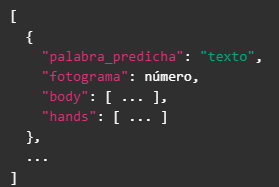 [
{
"palabra_predicha": "texto",
"fotograma": número,
"body": [ ... ],
"hands": [ ... ]
},
...
]